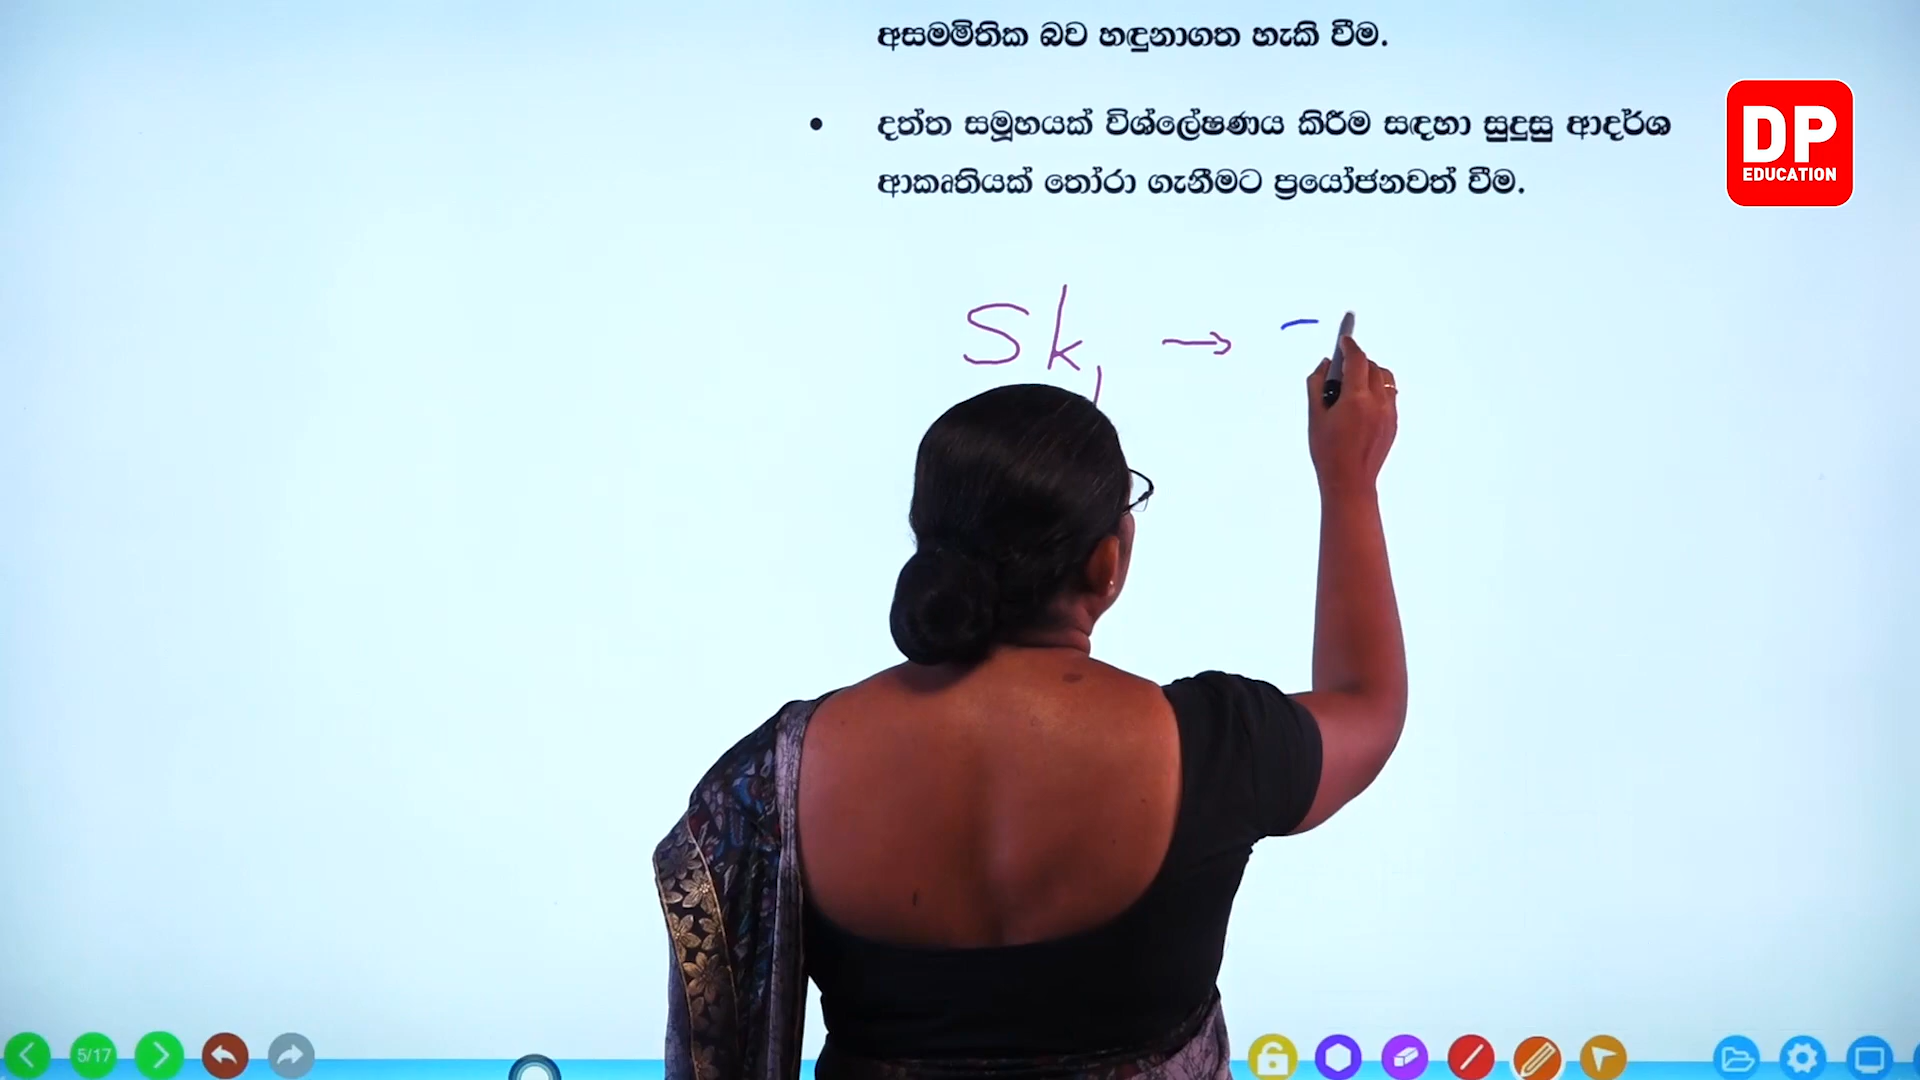 අසමමිතික බව හඳුනාගත හැකි වීම.
• දත්ත සමූහයක් විශ්ලේෂණය කිරීම සඳහා සුදුසු ආදර්ශ
ආකෘතියක් තෝරා ගැනීමට ප්‍රයෝජනවත් වීම.
DP
EDUCATION
Sk₁ → -
5/17